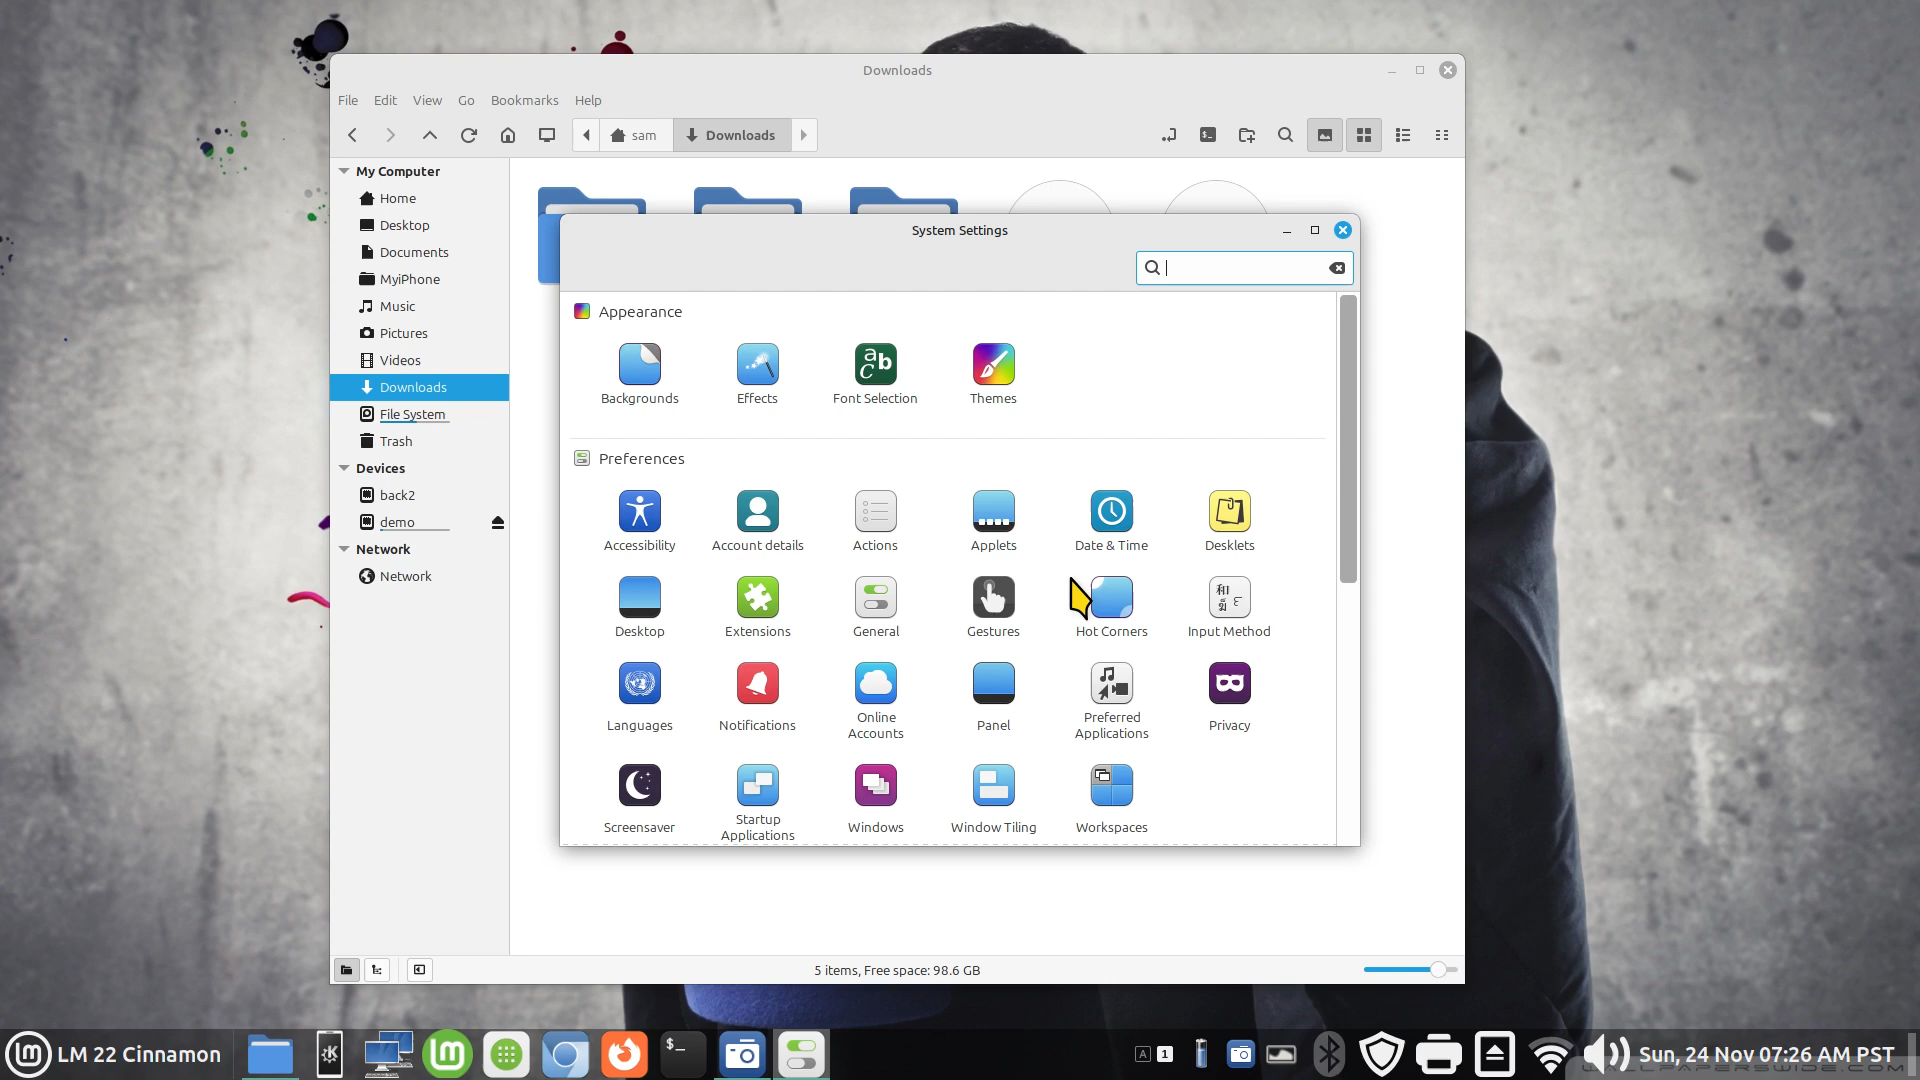 Downloads
File Edit View Go Bookmarks Help
sam Downloads
My Computer
Home
Desktop
Documents
MyiPhone
Music
Pictures
Videos
Downloads
File System
Trash
Devices
back2
demo
Network
Network
System Settings
Appearance
Backgrounds Effects Font Selection Themes
Preferences
Accessibility Account details Actions Applets Date & Time Desklets
Desktop Extensions General Gestures Hot Corners Input Method
Languages Notifications Online Accounts Panel Preferred Applications Privacy
Screensaver Startup Applications Windows Window Tiling Workspaces
5 items, Free space: 98.6 GB
LM 22 Cinnamon
A 1
Sun, 24 Nov 07:26 AM PST
WALLPAPERSWIDE.COM